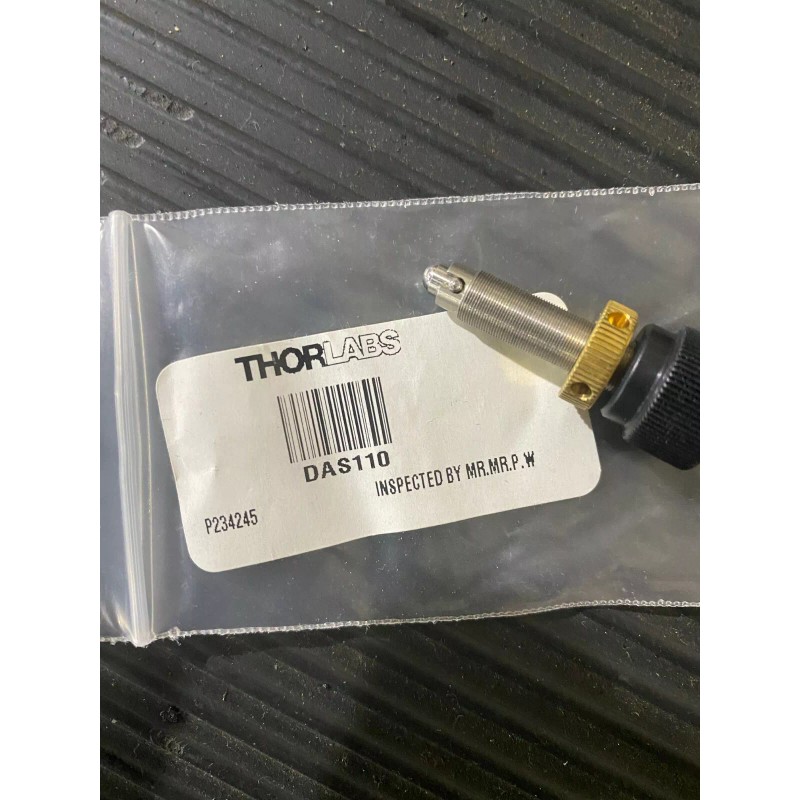 THORLABS
DAS110
INSPECTED BY MR.MR.P.₩
P234245